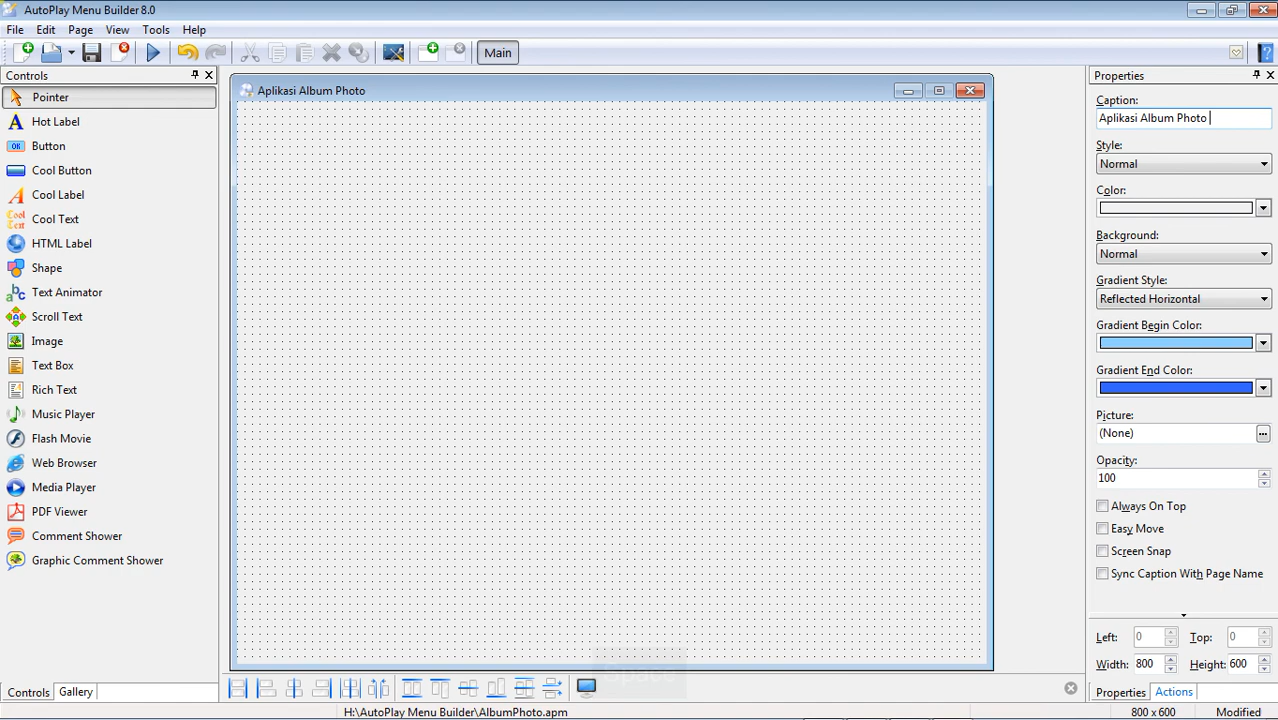 AutoPlay Menu Builder 8.0
File Edit Page View Tools Help
Main
Controls
Pointer
A Hot Label
OK Button
Cool Button
A Cool Label
Cool Text Cool Text
HTML Label
Shape
abc Text Animator
A Scroll Text
Image
Text Box
Rich Text
Music Player
Flash Movie
Web Browser
Media Player
PDF Viewer
Comment Shower
Graphic Comment Shower
Controls Gallery
Aplikasi Album Photo
Space
Properties
Caption:
Aplikasi Album Photo
Style:
Normal
Color:
Background:
Normal
Gradient Style:
Reflected Horizontal
Gradient Begin Color:
Gradient End Color:
Picture:
(None)
Opacity:
100
Always On Top
Easy Move
Screen Snap
Sync Caption With Page Name
Left: 0 Top: 0
Width: 800 Height: 600
Properties Actions
H:\AutoPlay Menu Builder\AlbumPhoto.apm
800 x 600 Modified